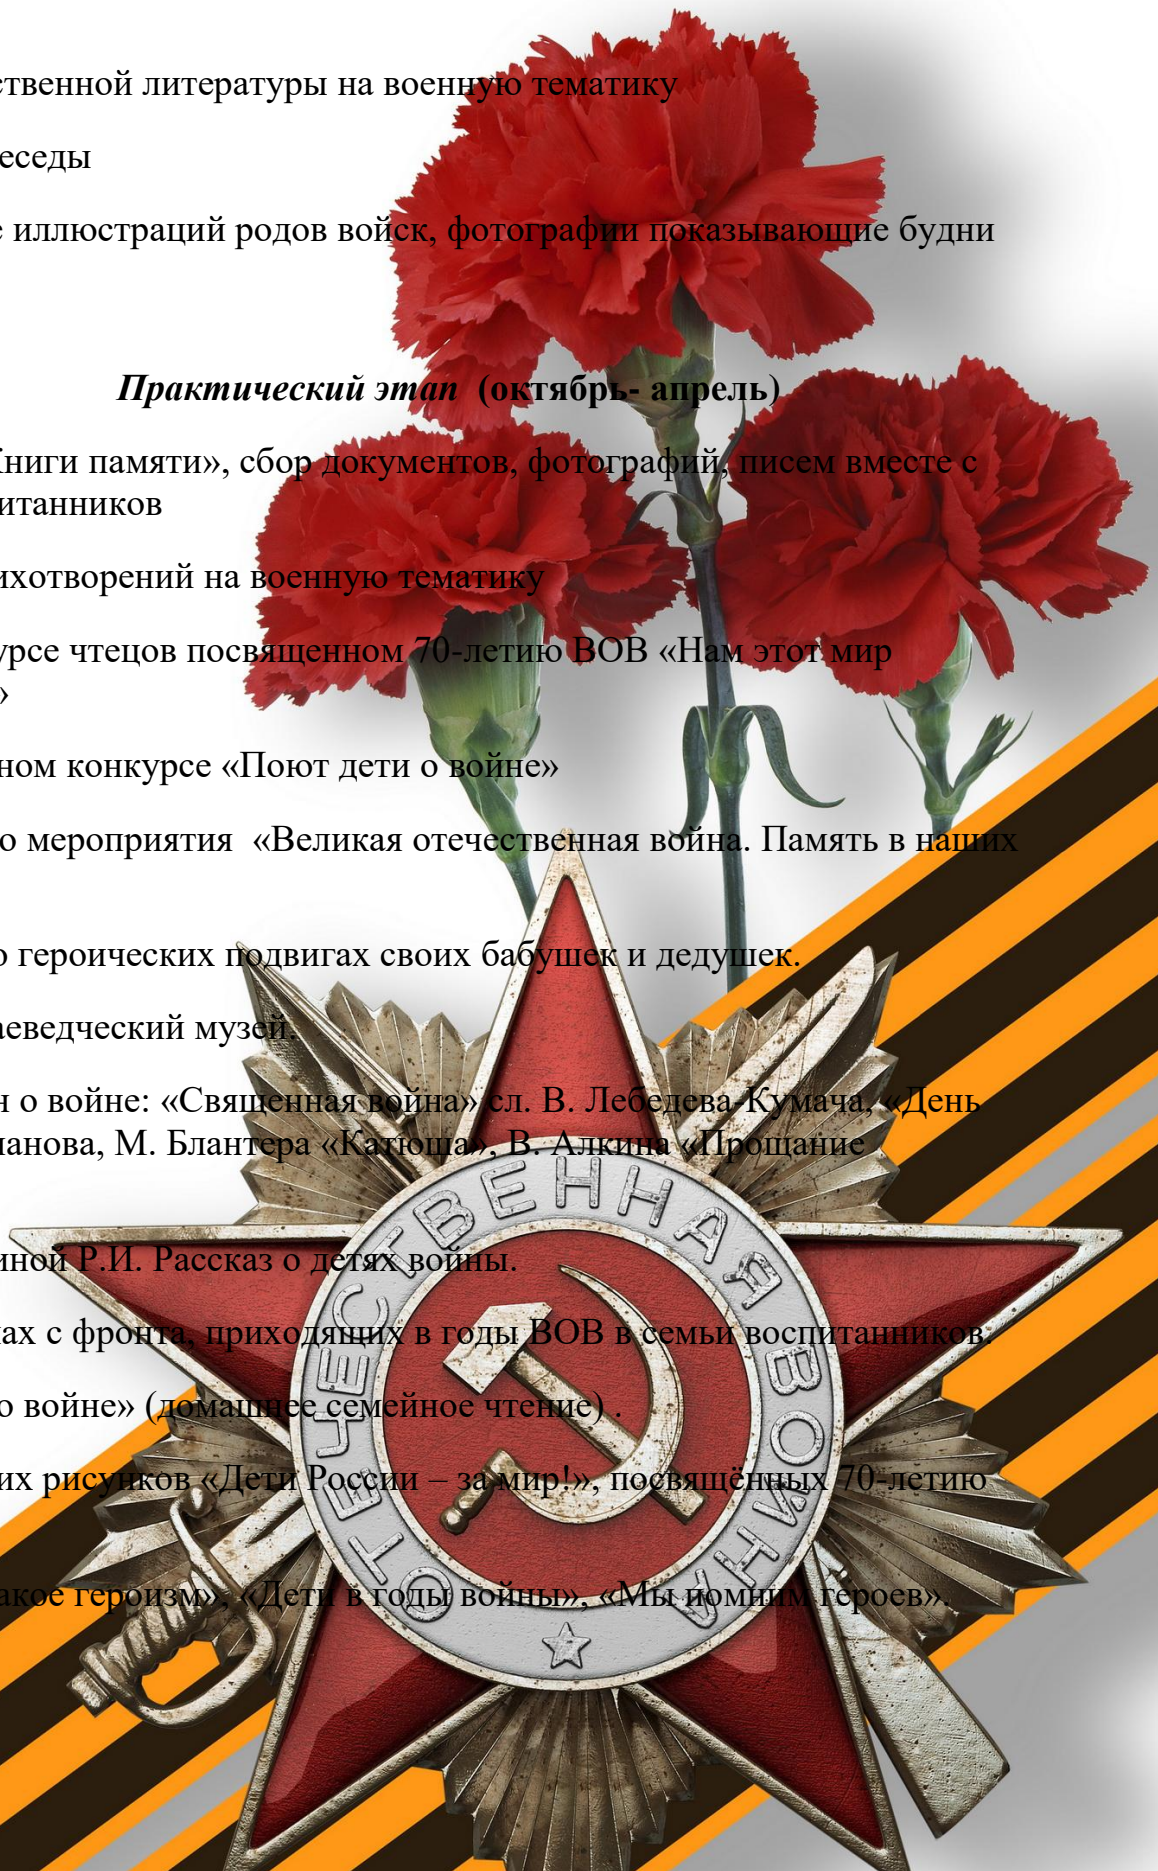 ственной литературы на военную тематику
еседы
е иллюстраций родов войск, фотографии показывающие будни
Практический этап (октябрь- апрель)
Книги памяти», сбор документов, фотографий, писем вместе с
итанников
ихотворений на военную тематику
урсе чтецов посвященном 70-летию ВОВ «Нам этот мир
»
ном конкурсе «Поют дети о войне»
о мероприятия «Великая отечественная война. Память в наших
о героических подвигах своих бабушек и дедушек.
аеведческий музей.
н о войне: «Священная война» сл. В. Лебедева-Кумача, «День
манова, М. Блантера «Катюша», В. Алкина «Прощание
иной Р.И. Рассказ о детях войны.
ах с фронта, приходящих в годы ВОВ в семьи воспитанников.
о войне» (домашнее семейное чтение) .
их рисунков «Дети России – за мир!», посвящённых 70-летию
акое героизм», «Дети в годы войны», «Мы помним героев».
ОТЕЧЕСТВЕННАЯ ВОЙНА